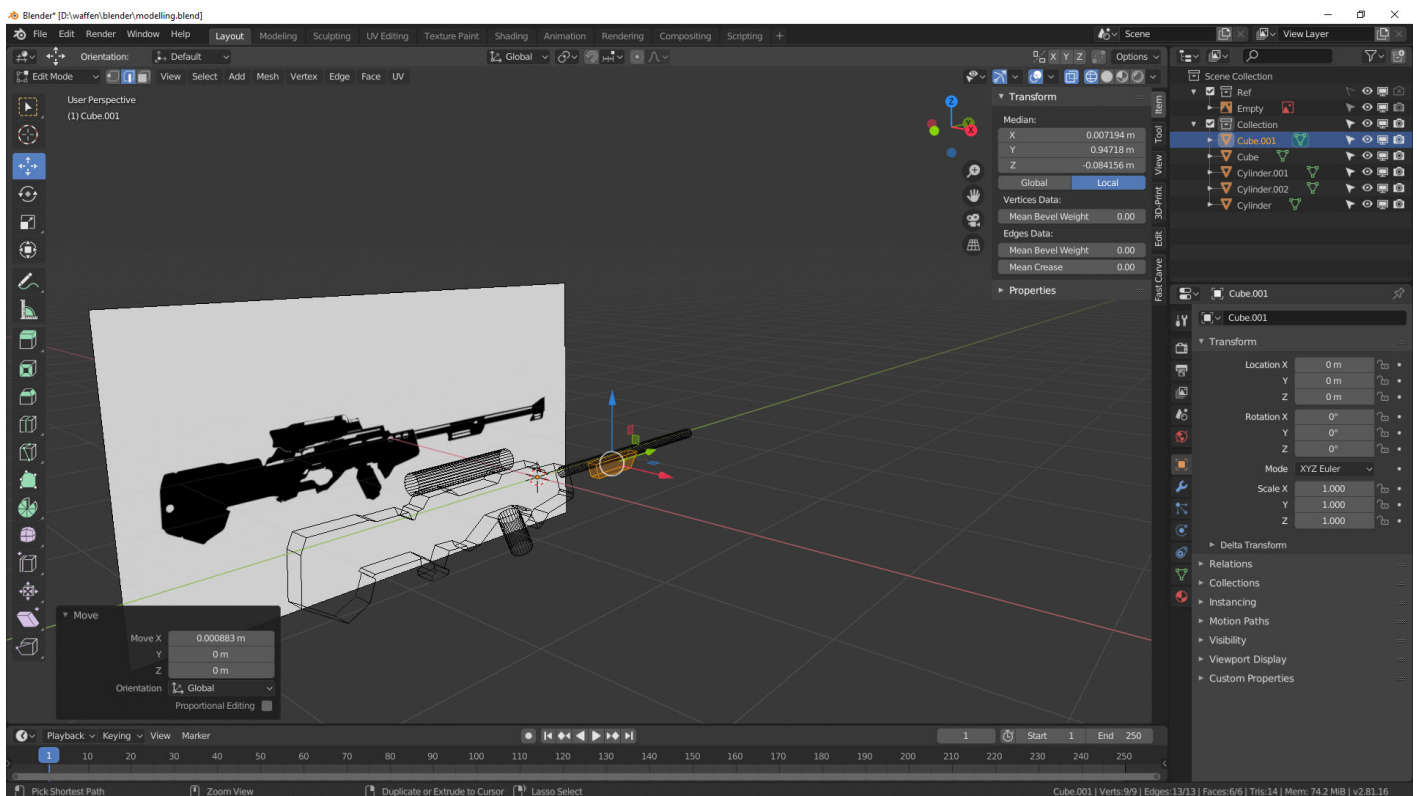 Blender* [D:\waffen\blender\modelling.blend]
File Edit Render Window Help Layout Modeling Sculpting UV Editing Texture Paint Shading Animation Rendering Compositing Scripting + Scene View Layer
Orientation: Default Global X Y Z Options
Edit Mode View Select Add Mesh Vertex Edge Face UV
User Perspective
(1) Cube.001
Z
Y
X
Transform
Median:
X 0.007194 m
Y 0.94718 m
Z -0.084156 m
Global Local
Vertices Data:
Mean Bevel Weight 0.00
Edges Data:
Mean Bevel Weight 0.00
Mean Crease 0.00
Properties
Item
Tool
View
3D-Print
Edit
Fast Carve
Scene Collection
Ref
Empty
Collection
Cube.001
Cube
Cylinder.001
Cylinder.002
Cylinder
Cube.001
Cube.001
Transform
Location X 0 m
Y 0 m
Z 0 m
Rotation X 0°
Y 0°
Z 0°
Mode XYZ Euler
Scale X 1.000
Y 1.000
Z 1.000
Delta Transform
Relations
Collections
Instancing
Motion Paths
Visibility
Viewport Display
Custom Properties
Move
Move X 0.000883 m
Y 0 m
Z 0 m
Orientation Global
Proportional Editing
Playback Keying View Marker 1 Start 1 End 250
1 10 20 30 40 50 60 70 80 90 100 110 120 130 140 150 160 170 180 190 200 210 220 230 240 250
Pick Shortest Path Zoom View Duplicate or Extrude to Cursor Lasso Select Cube.001 | Verts:9/9 | Edges:13/13 | Faces:6/6 | Tris:14 | Mem: 74.2 MiB | v2.81.16